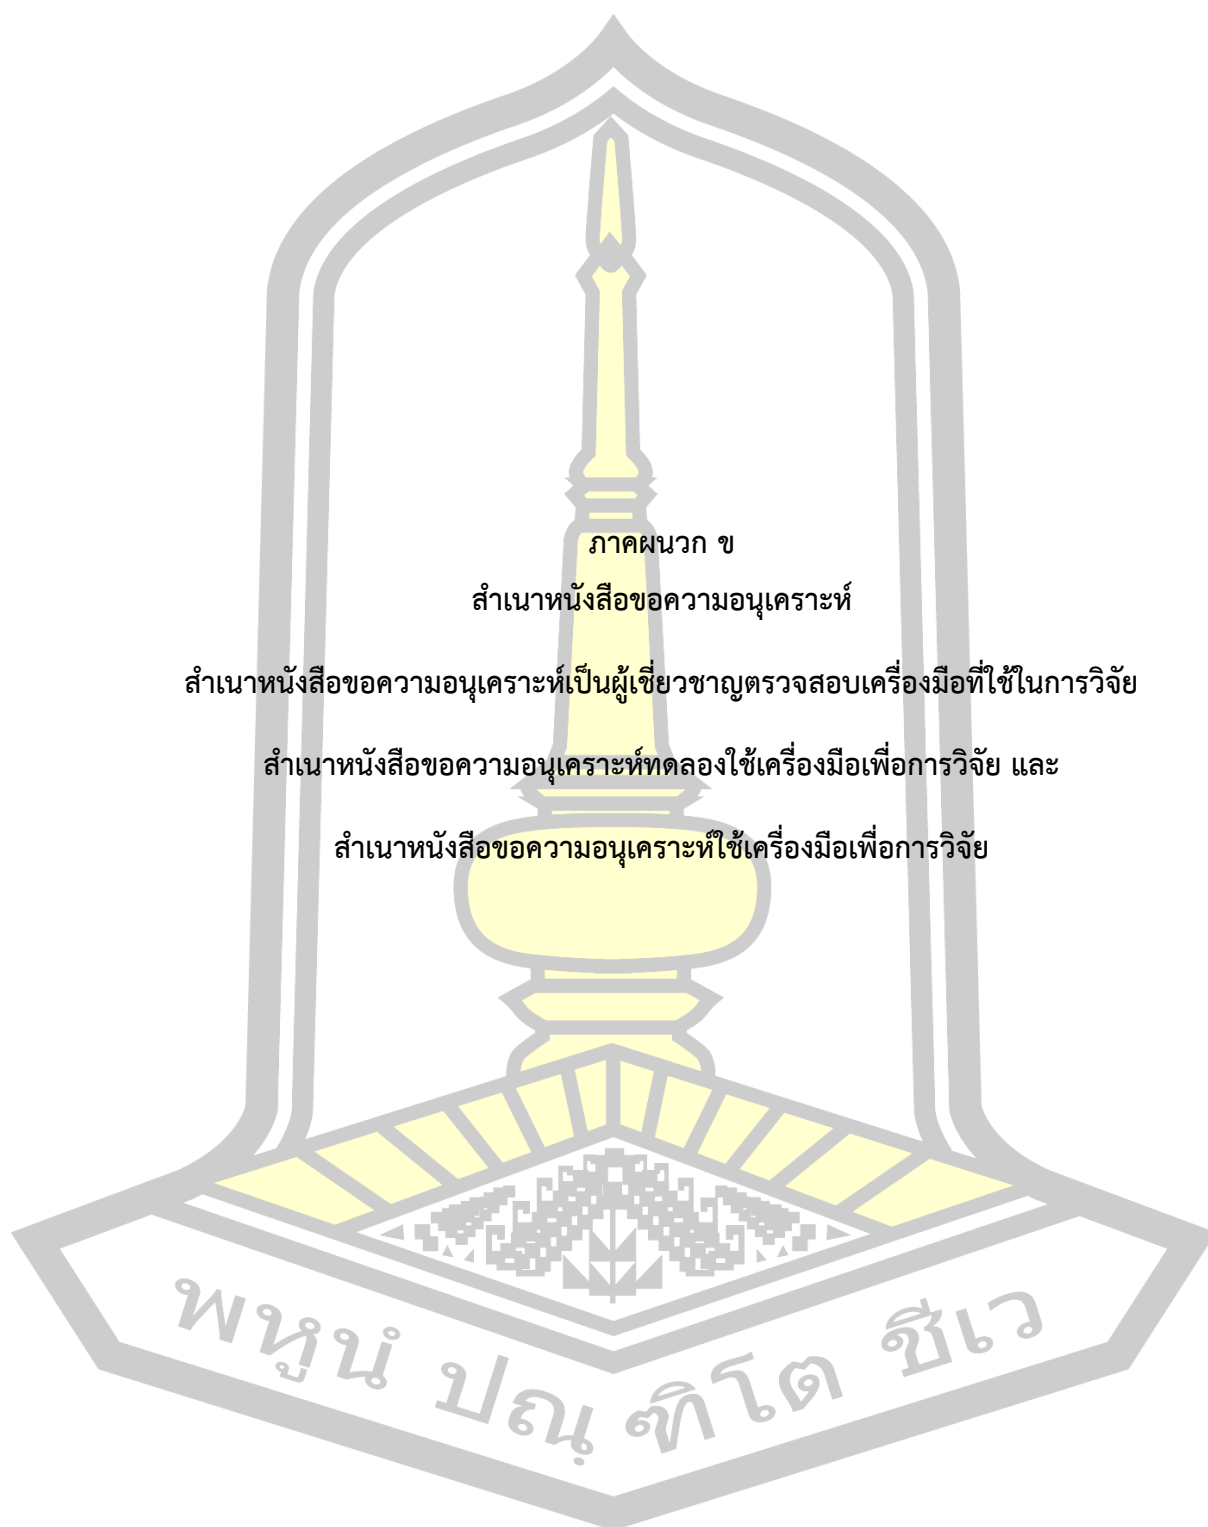 ภาคผนวก ข
สำเนาหนังสือขอความอนุเคราะห์
สำเนาหนังสือขอความอนุเคราะห์เป็นผู้เชี่ยวชาญตรวจสอบเครื่องมือที่ใช้ในการวิจัย
สำเนาหนังสือขอความอนุเคราะห์ทดลองใช้เครื่องมือเพื่อการวิจัย และ
สำเนาหนังสือขอความอนุเคราะห์ใช้เครื่องมือเพื่อการวิจัย
พหูนํ ปณฺฑิโต ชีเว